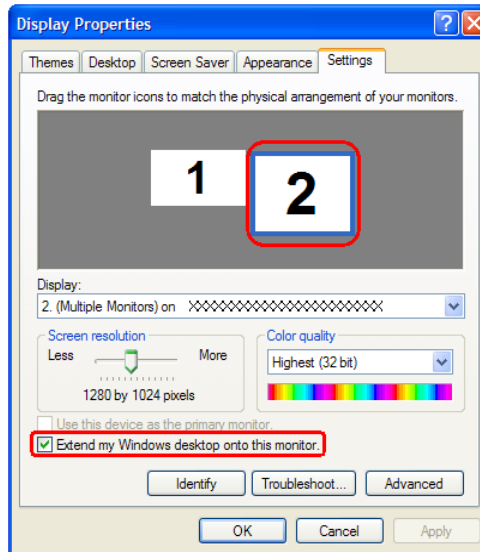 Display Properties
Themes Desktop Screen Saver Appearance Settings
Drag the monitor icons to match the physical arrangement of your monitors.
1 2
Display:
2. (Multiple Monitors) on XXXXXXXXXXXXXXXXXXXXXX
Screen resolution Color quality
Less More Highest (32 bit)
1280 by 1024 pixels
Use this device as the primary monitor.
Extend my Windows desktop onto this monitor.
Identify Troubleshoot... Advanced
OK Cancel Apply